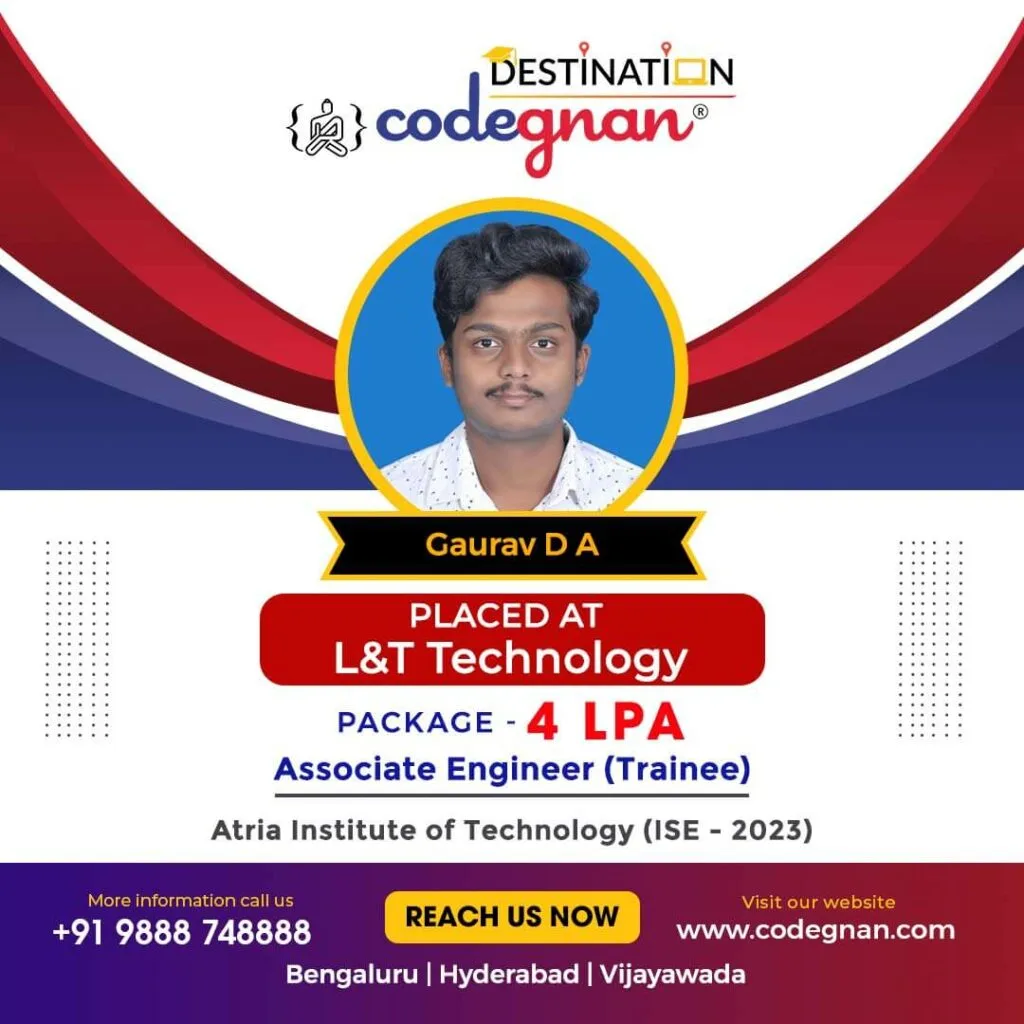 DESTINATION
codegnan®
Gaurav D A
PLACED AT
L&T Technology
PACKAGE - 4 LPA
Associate Engineer (Trainee)
Atria Institute of Technology (ISE - 2023)
More information call us
+91 9888 748888
REACH US NOW
Visit our website
www.codegnan.com
Bengaluru | Hyderabad | Vijayawada